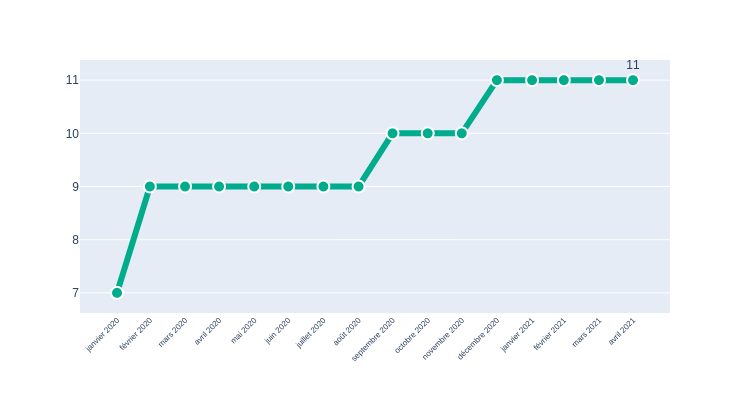 11
11
10
9
8
7
janvier 2020
février 2020
mars 2020
avril 2020
mai 2020
juin 2020
juillet 2020
août 2020
septembre 2020
octobre 2020
novembre 2020
décembre 2020
janvier 2021
février 2021
mars 2021
avril 2021